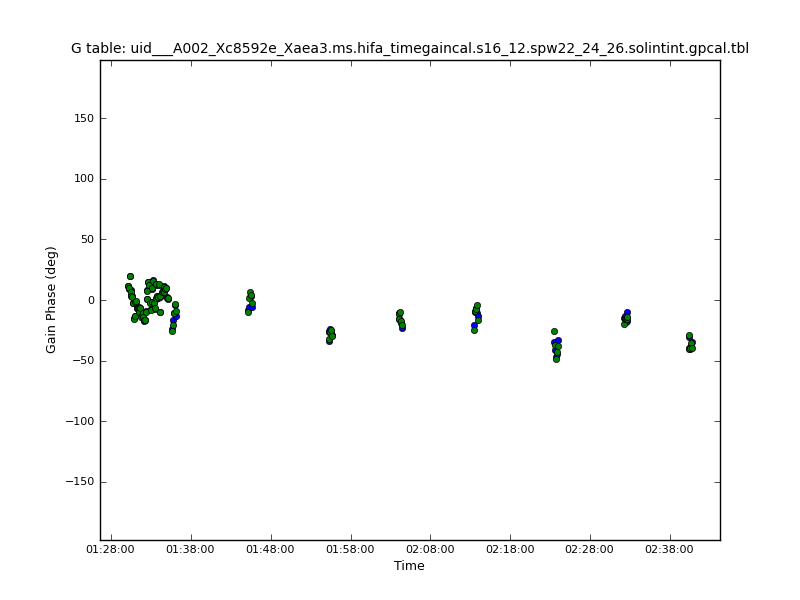 G table: uid___A002_Xc8592e_Xaea3.ms.hifa_timegaincal.s16_12.spw22_24_26.solintint.gpcal.tbl
Gain Phase (deg)
150
100
50
0
−50
−100
−150
01:28:00 01:38:00 01:48:00 01:58:00 02:08:00 02:18:00 02:28:00 02:38:00
Time